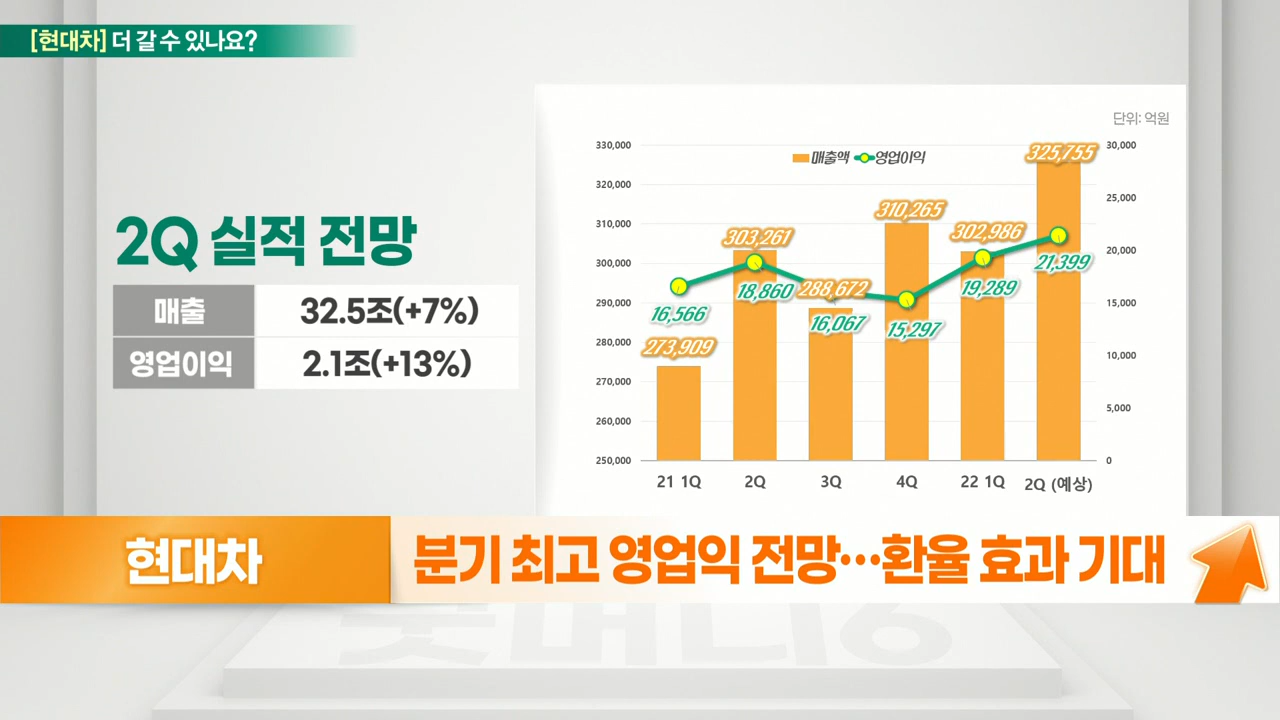 [현대차] 더 갈 수 있나요?
2Q 실적 전망
매출 32.5조(+7%)
영업이익 2.1조(+13%)
단위: 억원
매출액 영업이익
330,000
320,000
310,000
300,000
290,000
280,000
270,000
260,000
250,000
30,000
25,000
20,000
15,000
10,000
5,000
0
273,909
303,261
288,672
310,265
302,986
325,755
16,566
18,860
16,067
15,297
19,289
21,399
21 1Q 2Q 3Q 4Q 22 1Q 2Q (예상)
현대차
분기 최고 영업익 전망…환율 효과 기대
굿머니6